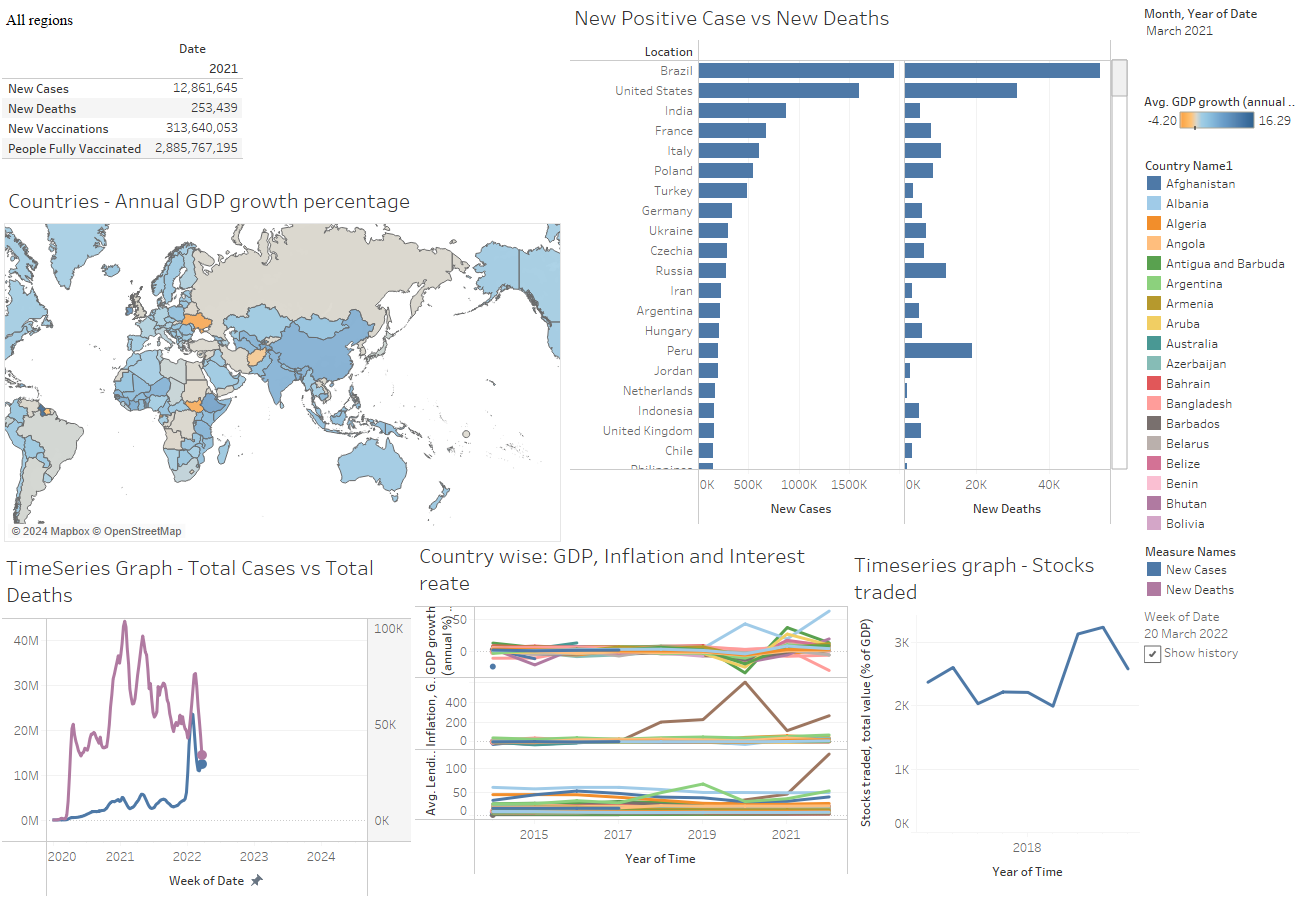 All regions
Date
2021
New Cases 12,861,645
New Deaths 253,439
New Vaccinations 313,640,053
People Fully Vaccinated 2,885,767,195
Countries - Annual GDP growth percentage
© 2024 Mapbox © OpenStreetMap
New Positive Case vs New Deaths
Location
Brazil
United States
India
France
Italy
Poland
Turkey
Germany
Ukraine
Czechia
Russia
Iran
Argentina
Hungary
Peru
Jordan
Netherlands
Indonesia
United Kingdom
Chile
0K 500K 1000K 1500K 0K 20K 40K
New Cases New Deaths
Month, Year of Date
March 2021
Avg. GDP growth (annual ..
-4.20 16.29
Country Name1
Afghanistan
Albania
Algeria
Angola
Antigua and Barbuda
Argentina
Armenia
Aruba
Australia
Azerbaijan
Bahrain
Bangladesh
Barbados
Belarus
Belize
Benin
Bhutan
Bolivia
Measure Names
New Cases
New Deaths
Week of Date
20 March 2022
Show history
TimeSeries Graph - Total Cases vs Total
Deaths
40M 100K
30M
20M 50K
10M
0M 0K
2020 2021 2022 2023 2024
Week of Date
Country wise: GDP, Inflation and Interest
reate
GDP growth
(annual %) ..
50
0
Inflation, G..
400
200
0
Avg. Lendi..
100
50
0
2015 2017 2019 2021
Year of Time
Timeseries graph - Stocks
traded
Stocks traded, total value (% of GDP)
3K
2K
1K
0K
2018
Year of Time